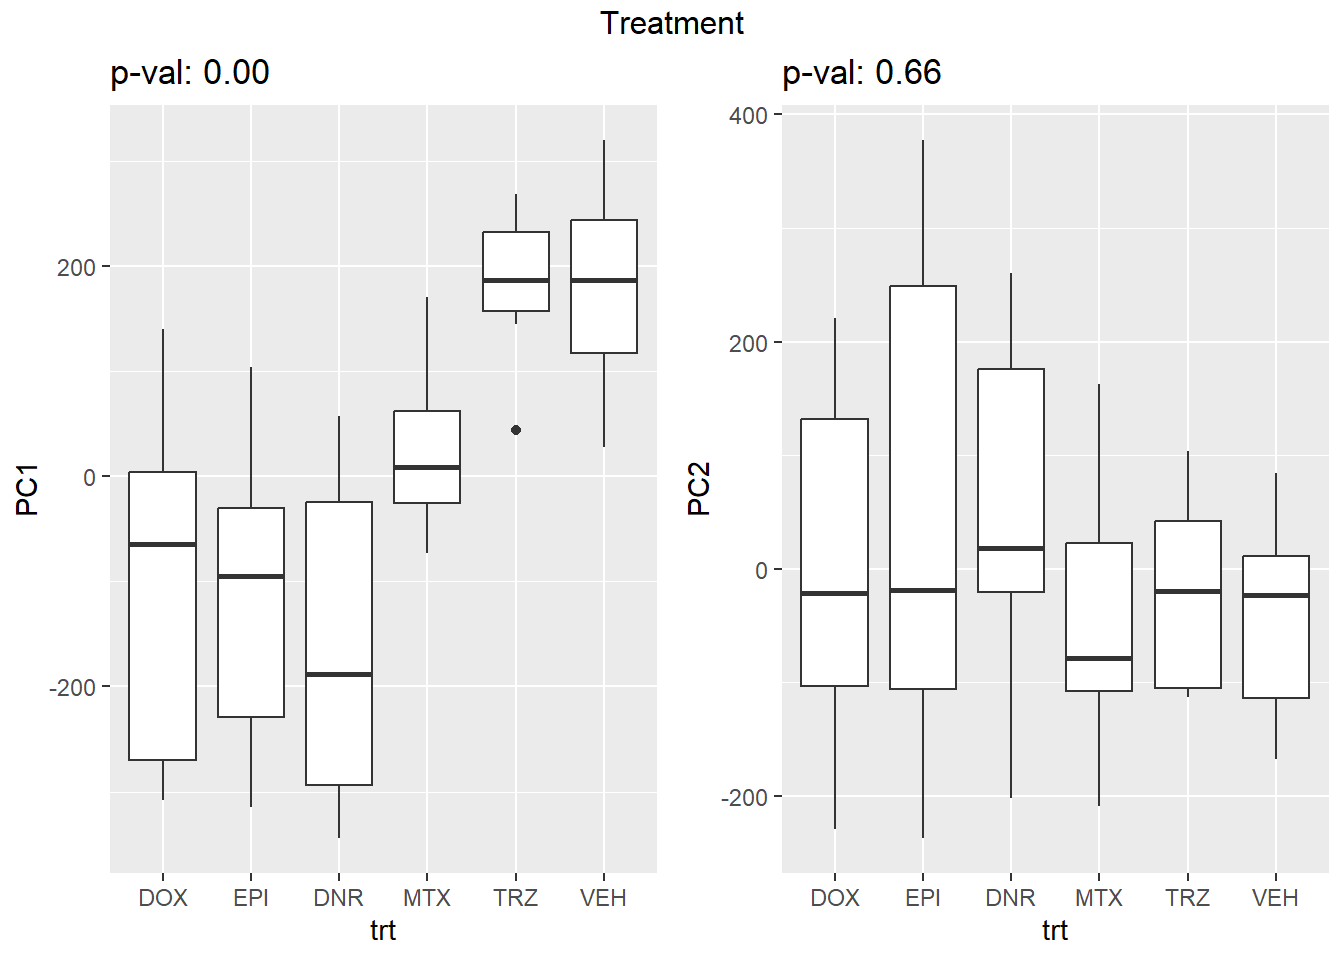 Treatment
p-val: 0.00
PC1
200
0
-200
DOX EPI DNR MTX TRZ VEH
trt
p-val: 0.66
PC2
400
200
0
-200
DOX EPI DNR MTX TRZ VEH
trt